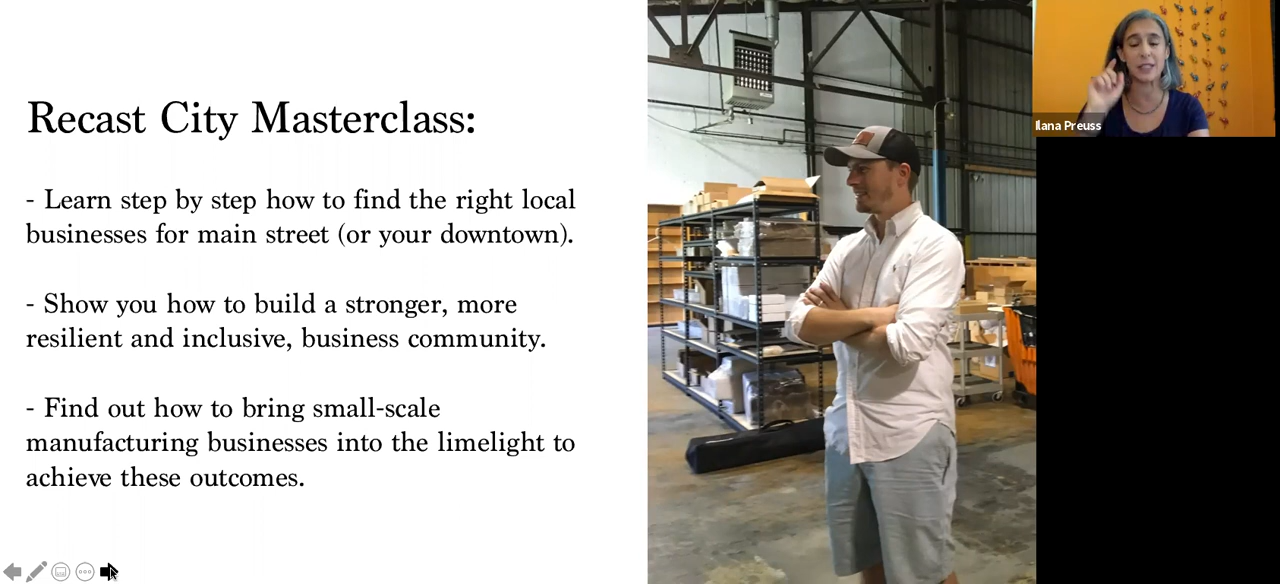 Recast City Masterclass:
- Learn step by step how to find the right local
businesses for main street (or your downtown).
- Show you how to build a stronger, more
resilient and inclusive, business community.
- Find out how to bring small-scale
manufacturing businesses into the limelight to
achieve these outcomes.
Ilana Preuss